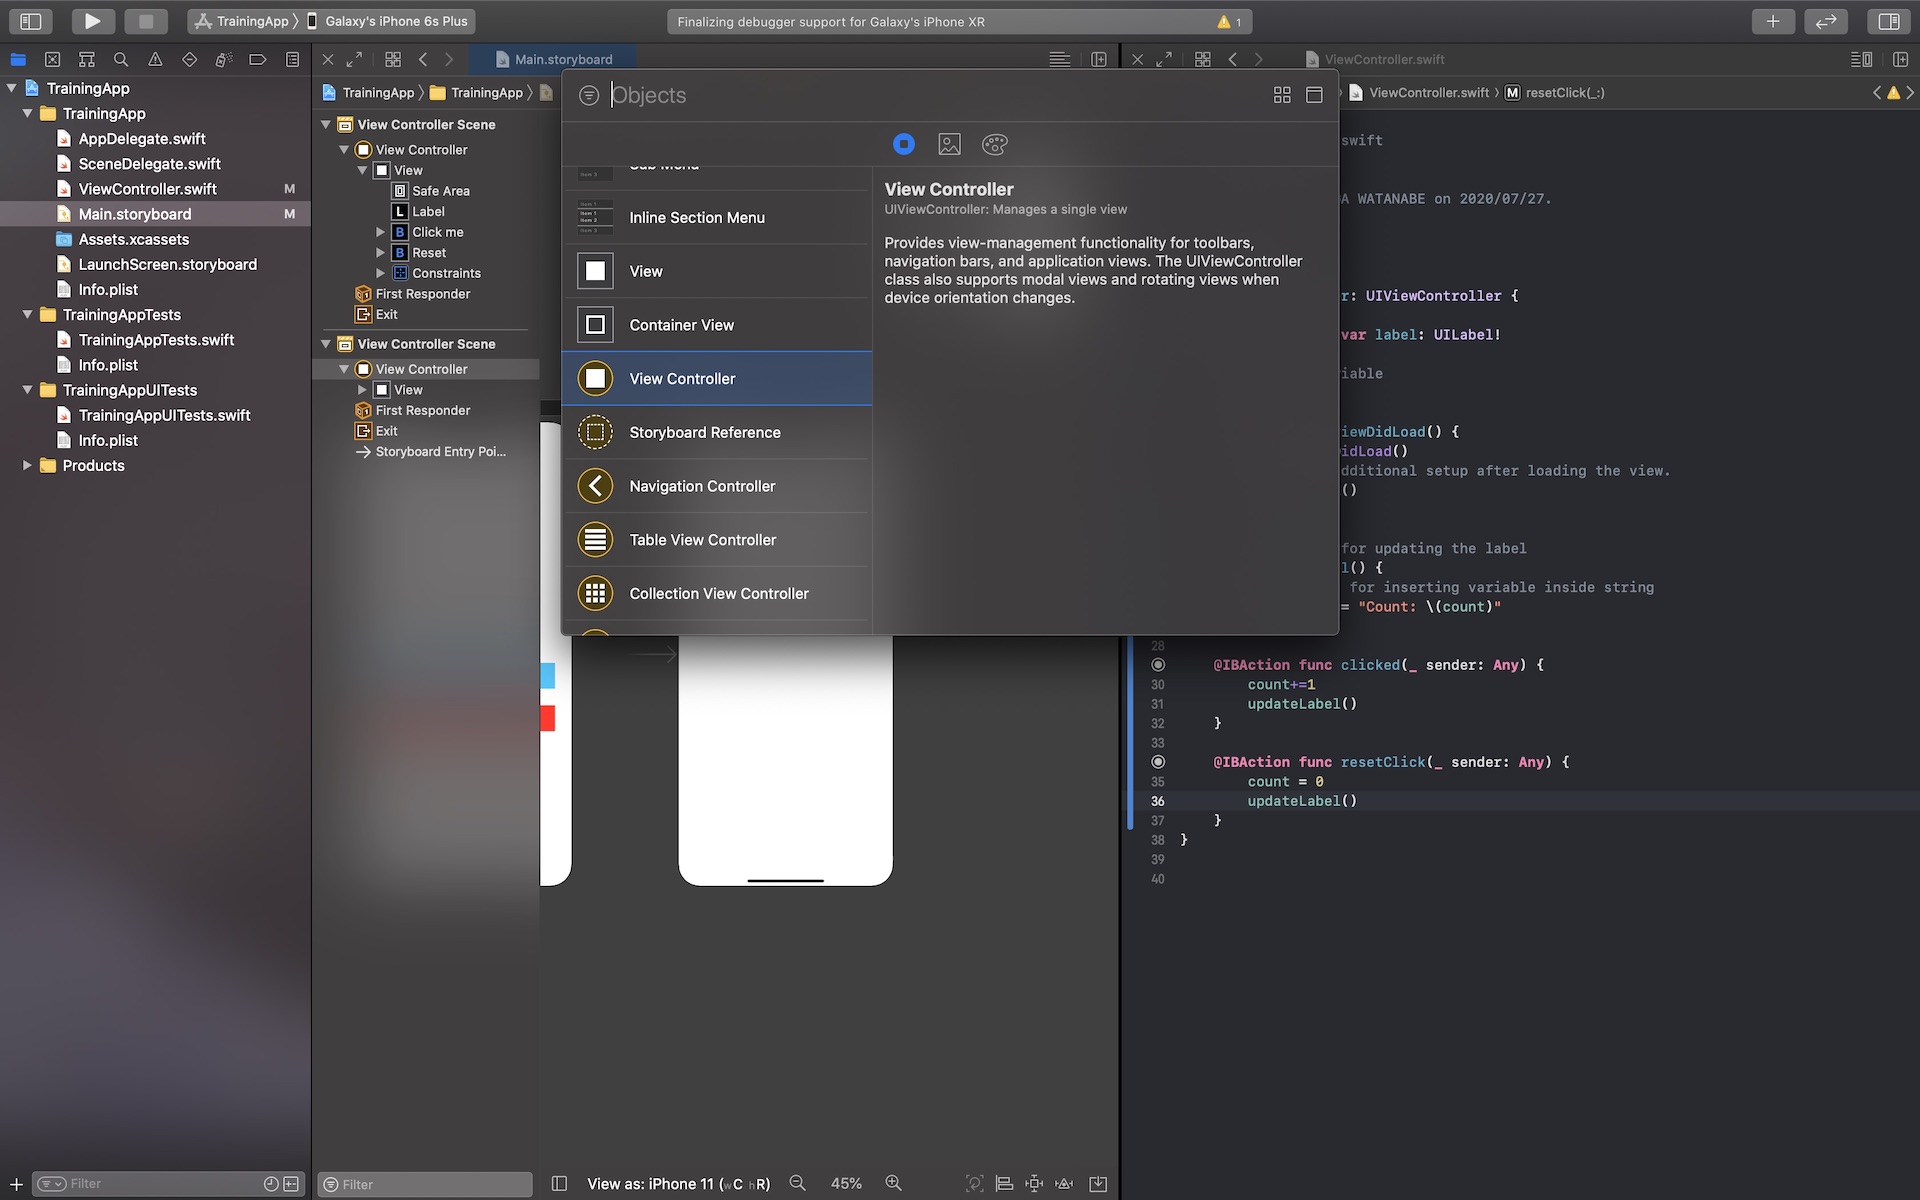 TrainingApp
Galaxy's iPhone 6s Plus
Finalizing debugger support for Galaxy's iPhone XR
1
Main.storyboard
ViewController.swift
TrainingApp
TrainingApp
AppDelegate.swift
SceneDelegate.swift
ViewController.swift
M
Main.storyboard
M
Assets.xcassets
LaunchScreen.storyboard
Info.plist
TrainingAppTests
TrainingAppTests.swift
Info.plist
TrainingAppUITests
TrainingAppUITests.swift
Info.plist
Products
Filter
TrainingApp
TrainingApp
View Controller Scene
View Controller
View
Safe Area
L Label
B Click me
B Reset
Constraints
First Responder
Exit
View Controller Scene
View Controller
View
First Responder
Exit
Storyboard Entry Poi...
Filter
Objects
Sub Menu
Inline Section Menu
View
Container View
View Controller
Storyboard Reference
Navigation Controller
Table View Controller
Collection View Controller
View Controller
UIViewController: Manages a single view
Provides view-management functionality for toolbars,
navigation bars, and application views. The UIViewController
class also supports modal views and rotating views when
device orientation changes.
View as: iPhone 11 (wC hR)
45%
ViewController.swift
M resetClick(_:)
swift
WATANABE on 2020/07/27.
r: UIViewController {
var label: UILabel!
iable
iewDidLoad() {
idLoad()
dditional setup after loading the view.
()
for updating the label
l() {
for inserting variable inside string
= "Count: \(count)"
28
@IBAction func clicked(_ sender: Any) {
30 count+=1
31 updateLabel()
32 }
33
@IBAction func resetClick(_ sender: Any) {
35 count = 0
36 updateLabel()
37 }
38 }
39
40